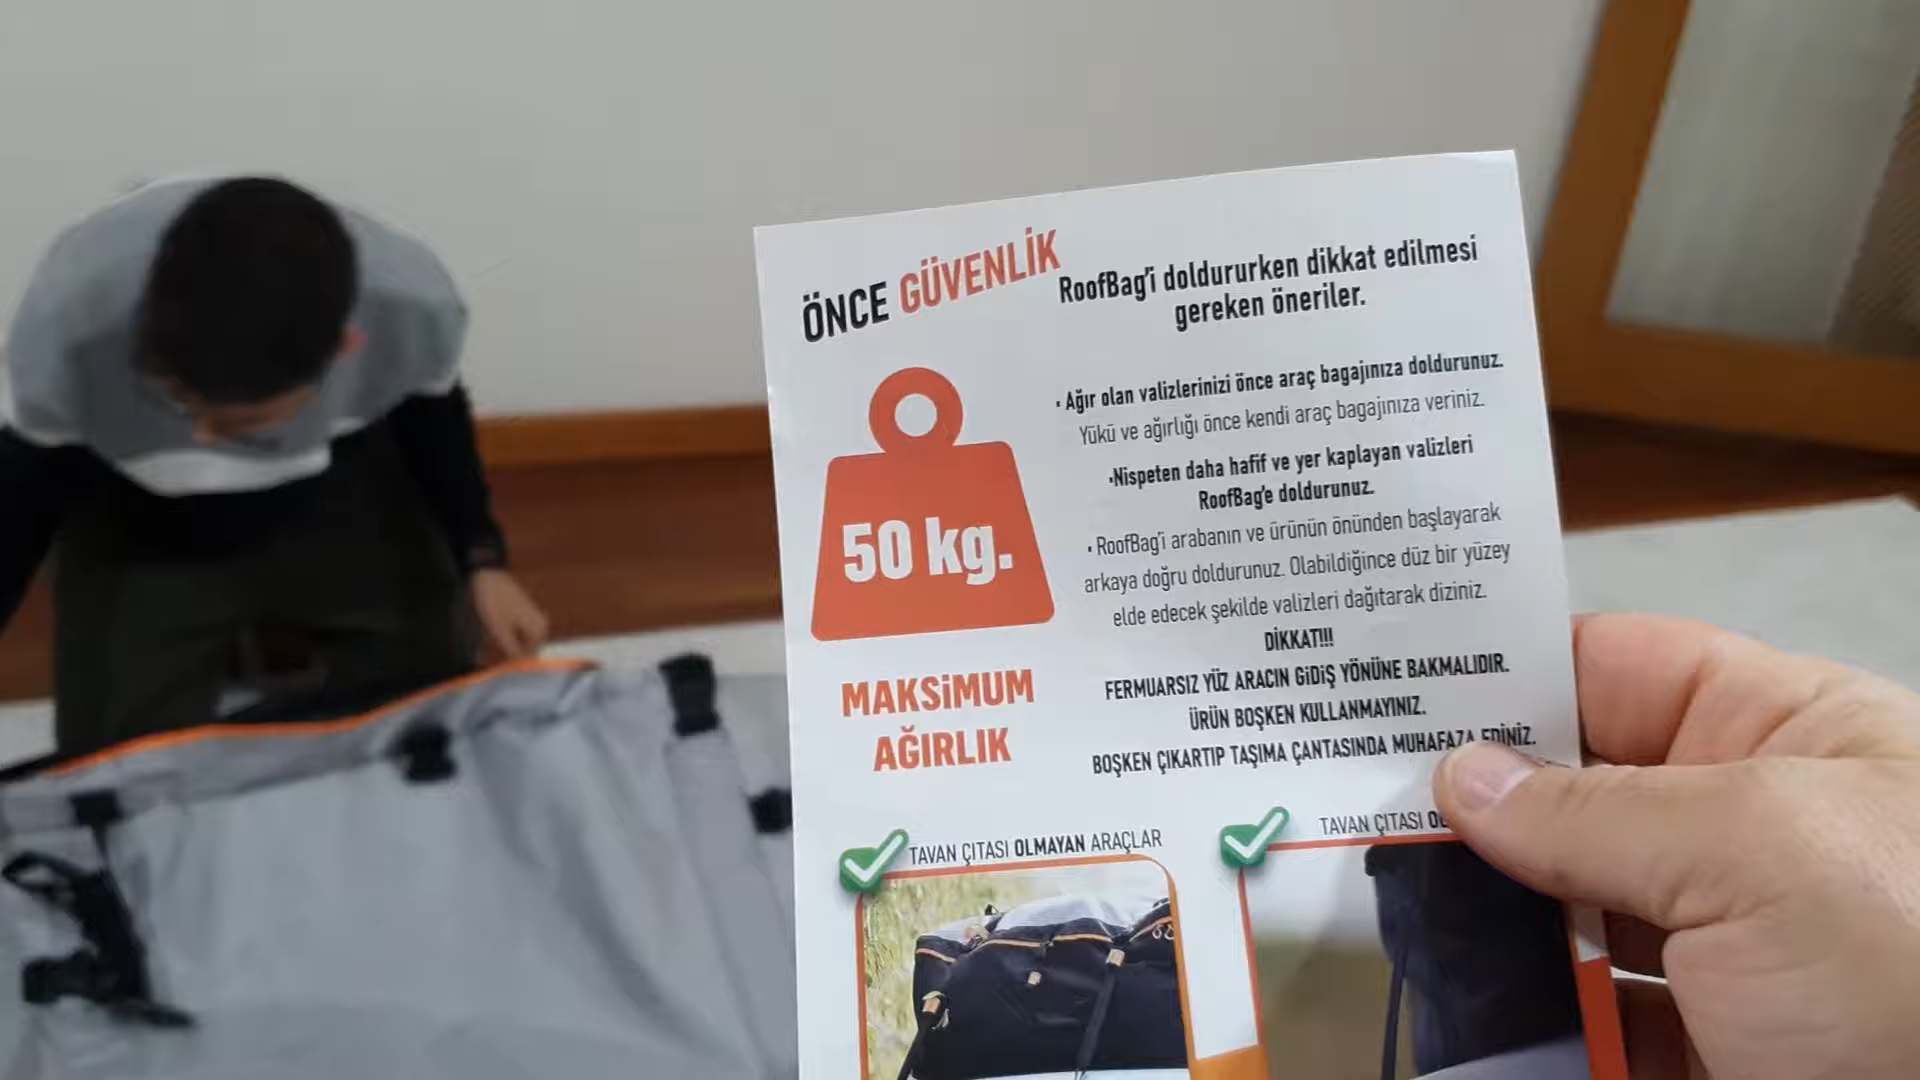 ÖNCE GÜVENLİK
RoofBag'i doldururken dikkat edilmesi
gereken öneriler.
50 kg.
MAKSiMUM
AĞIRLIK
• Ağır olan valizlerinizi önce araç bagajınıza doldurunuz.
Yükü ve ağırlığı önce kendi araç bagajınıza veriniz.
•Nispeten daha hafif ve yer kaplayan valizleri
RoofBag'e doldurunuz.
• RoofBag'i arabanın ve ürünün önünden başlayarak
arkaya doğru doldurunuz. Olabildiğince düz bir yüzey
elde edecek şekilde valizleri dağıtarak diziniz.
DİKKAT!!!
FERMUARSIZ YÜZ ARACIN GiDiŞ YÖNÜNE BAKMALIDIR.
ÜRÜN BOŞKEN KULLANMAYINIZ.
BOŞKEN ÇIKARTIP TAŞIMA ÇANTASINDA MUHAFAZA EDİNİZ.
TAVAN ÇITASI OLMAYAN ARAÇLAR
TAVAN ÇITASI